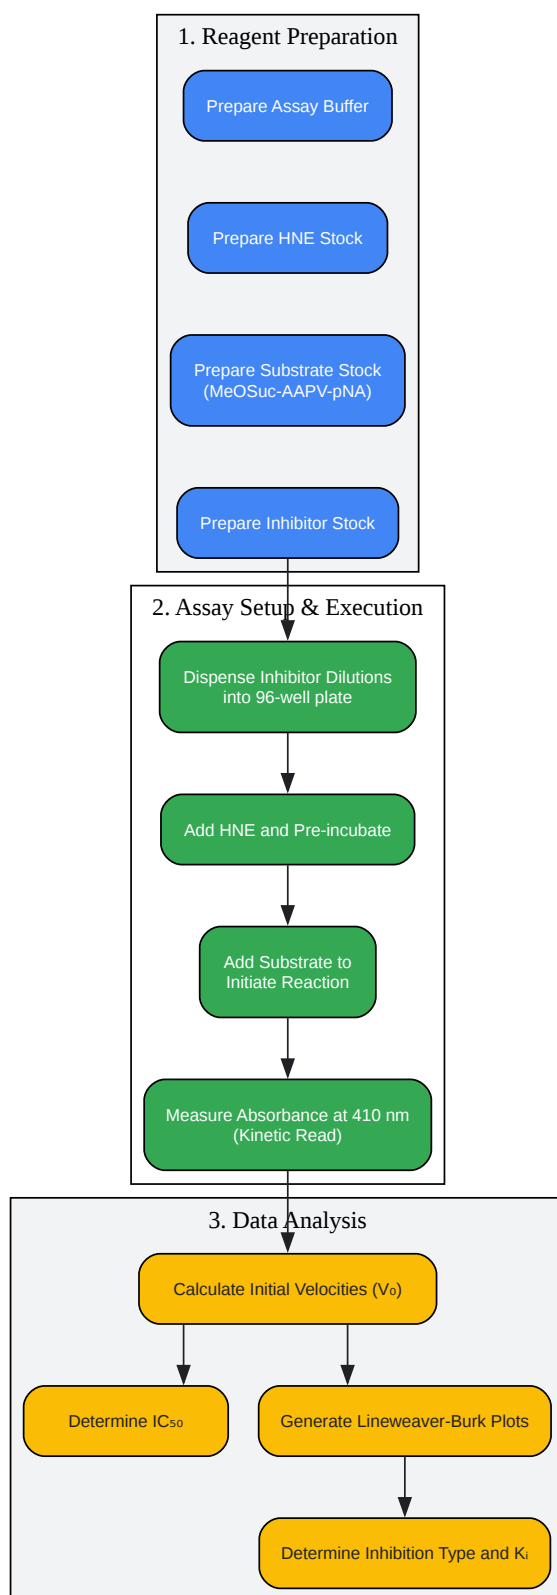 1. Reagent Preparation
Prepare Assay Buffer
Prepare HNE Stock
Prepare Substrate Stock
(MeOSuc-AAPV-pNA)
Prepare Inhibitor Stock
2. Assay Setup & Execution
Dispense Inhibitor Dilutions
into 96-well plate
Add HNE and Pre-incubate
Add Substrate to
Initiate Reaction
Measure Absorbance at 410 nm
(Kinetic Read)
3. Data Analysis
Calculate Initial Velocities (V₀)
Determine IC₅₀
Generate Lineweaver-Burk Plots
Determine Inhibition Type and Kᵢ